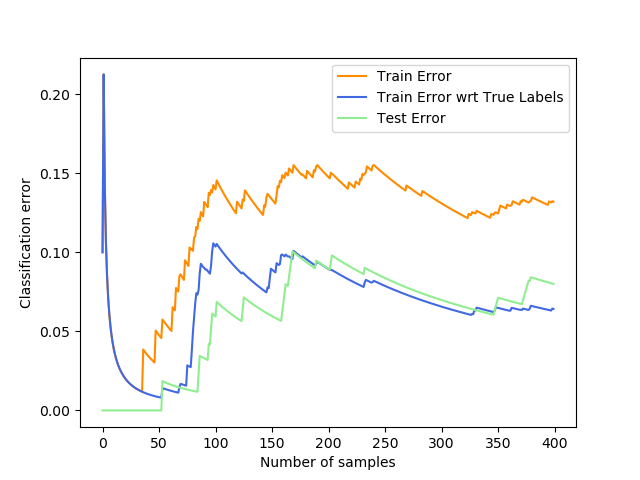 Train Error
Train Error wrt True Labels
Test Error
0.20
0.15
0.10
0.05
0.00
Classification error
0 50 100 150 200 250 300 350 400
Number of samples